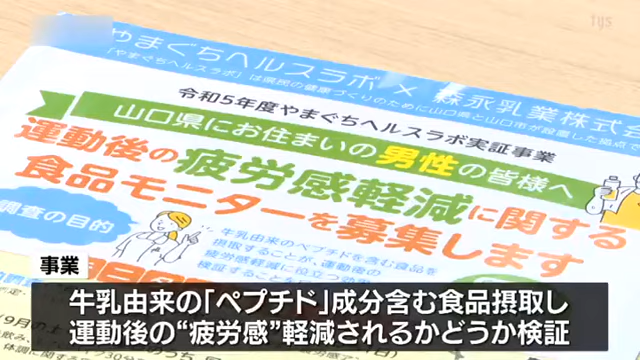 tys
やまぐちヘルスラボ × 森永乳業株式会
「やまぐちヘルスラボ」は県民の健康づくりのために山口県と山口市が設置した拠点で
令和5年度やまぐちヘルスラボ実証事業
山口県にお住まいの男性の皆様へ
運動後の疲労感軽減に関する
食品モニターを募集します
調査の目的
牛乳由来のペプチドを含む食品を
摂取することが、運動後の
疲労感軽減に役立つ
検証する
事業
牛乳由来の「ペプチド」成分含む食品摂取し
運動後の“疲労感”軽減されるかどうか検証